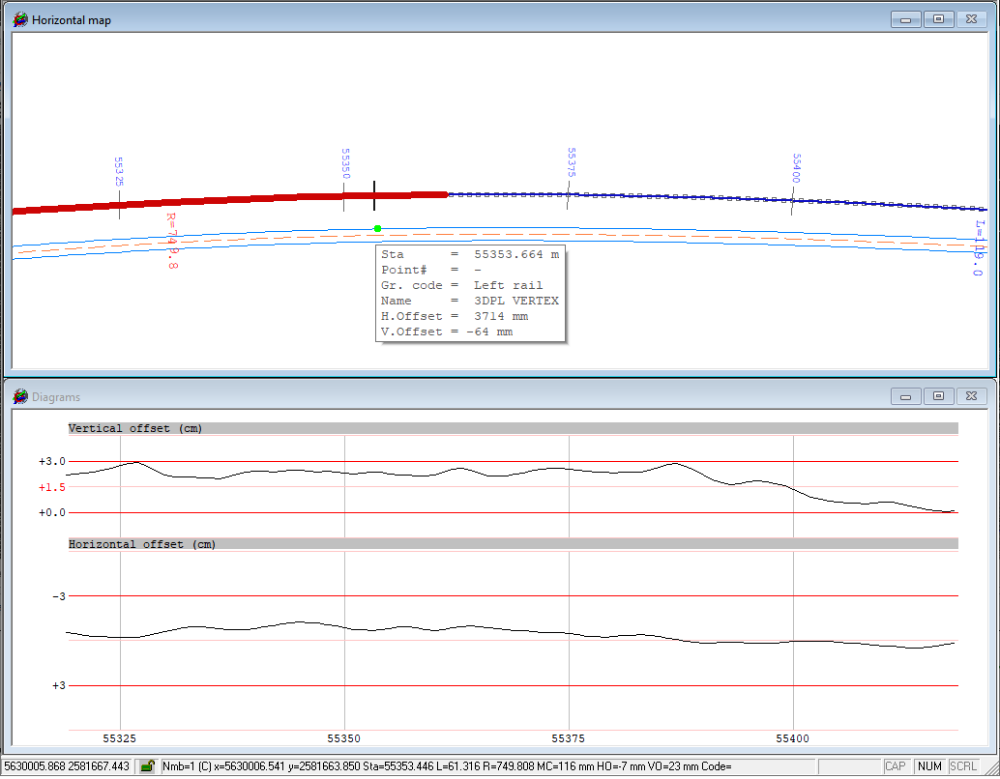 Horizontal map
55325
55350
55375
55400
R=749.8
L=119.0
Sta = 55353.664 m
Point# = -
Gr. code = Left rail
Name = 3DPL VERTEX
H.Offset = 3714 mm
V.Offset = -64 mm
Diagrams
Vertical offset (cm)
+3.0
+1.5
+0.0
Horizontal offset (cm)
-3
+3
55325 55350 55375 55400
5630005.868 2581667.443 Nmb=1 (C) x=5630006.541 y=2581663.850 Sta=55353.446 L=61.316 R=749.808 MC=116 mm HO=-7 mm VO=23 mm Code= CAP NUM SCRL